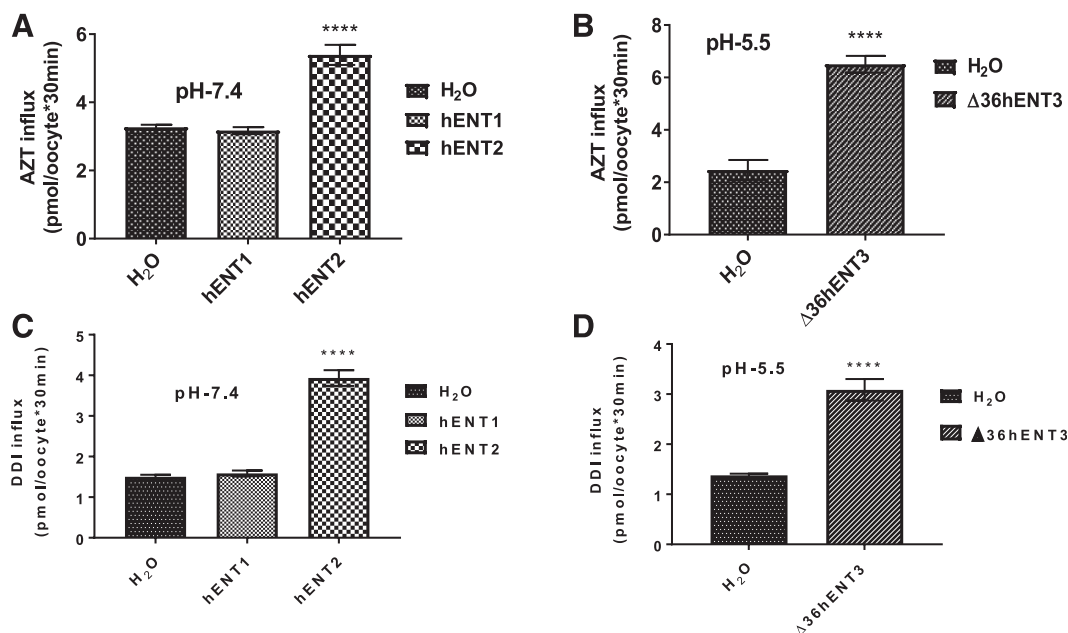 A
AZT influx
(pmol/oocyte*30min)
6
4
2
0
****
pH-7.4
H₂O
hENT1
hENT2
H₂O
hENT1
hENT2
B
AZT influx
(pmol/oocyte*30min)
8
6
4
2
0
****
pH-5.5
H₂O
Δ36hENT3
H₂O
Δ36hENT3
C
DDI influx
(pmol/oocyte*30min)
5
4
3
2
1
0
****
pH-7.4
H₂O
hENT1
hENT2
H₂O
hENT1
hENT2
D
DDI influx
(pmol/oocyte*30min)
4
3
2
1
0
****
pH-5.5
H₂O
▲36hENT3
H₂O
Δ36hENT3